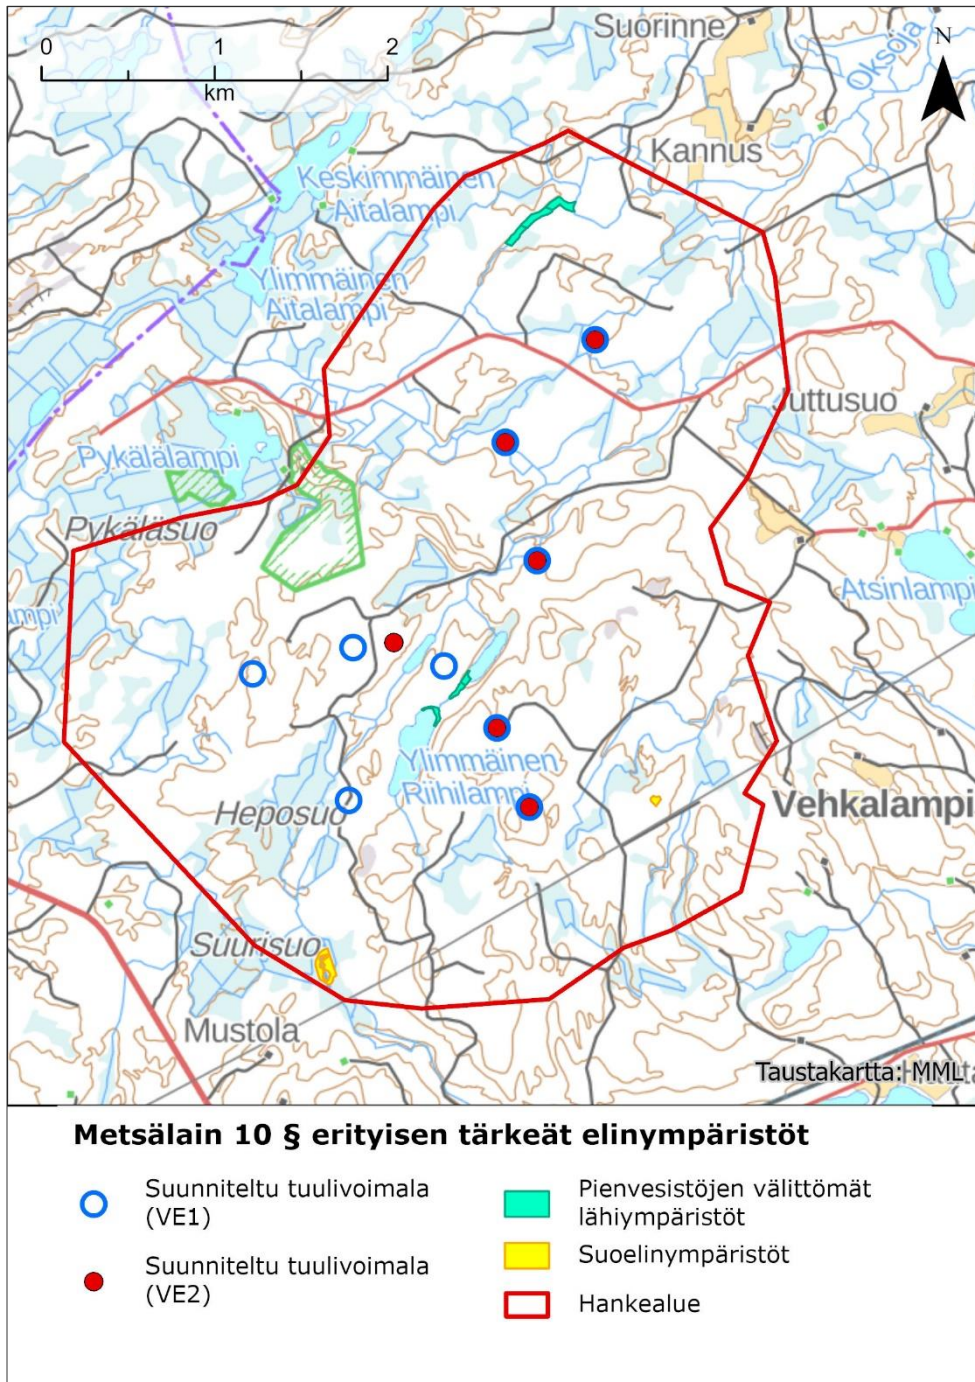 0 1 2
km
N
Suorinne
Oksoja
Kannus
Keskimmäinen
Aitalampi
Ylimmäinen
Aitalampi
uttusuo
Pykälälampi
Pykäläsuo
Atsinlampi
ampi
Ylimmäinen
Riihilampi
Heposuo
Vehkalampi
Suurisuo
Mustola
Taustakartta: MML
Metsälain 10 § erityisen tärkeät elinympäristöt
Suunniteltu tuulivoimala
(VE1)
Suunniteltu tuulivoimala
(VE2)
Pienvesistöjen välittömät
lähiympäristöt
Suoelinympäristöt
Hankealue